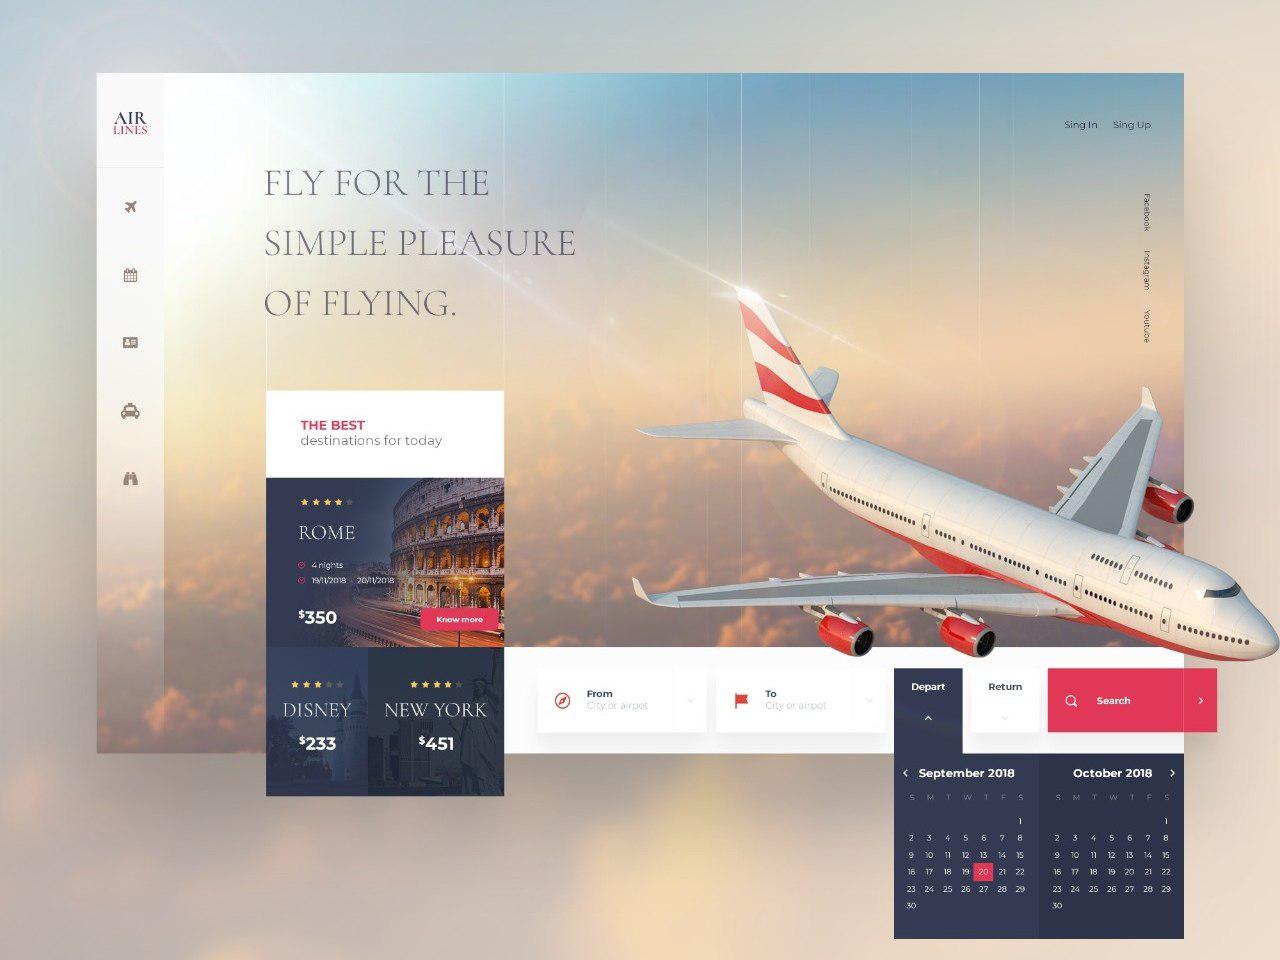 AIR
LINES
Sing In Sing Up
FLY FOR THE
SIMPLE PLEASURE
OF FLYING.
Facebook
Instagram
Youtube
THE BEST
destinations for today
ROME
4 nights
19/11/2018 - 20/11/2018
$350
Know more
DISNEY
$233
NEW YORK
$451
From
City or airpot
To
City or airpot
Depart
Return
Search
September 2018
S M T W T F S
1
2 3 4 5 6 7 8
9 10 11 12 13 14 15
16 17 18 19 20 21 22
23 24 25 26 27 28 29
30
October 2018
S M T W T F S
1
2 3 4 5 6 7 8
9 10 11 12 13 14 15
16 17 18 19 20 21 22
23 24 25 26 27 28 29
30